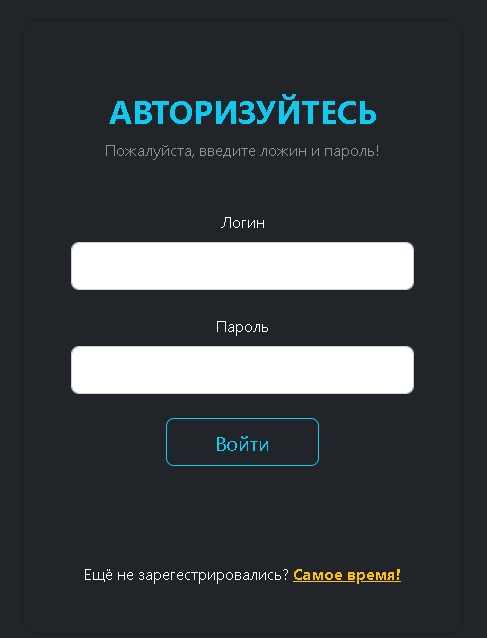 АВТОРИЗУЙТЕСЬ
Пожалуйста, введите ложин и пароль!
Логин
Пароль
Войти
Ещё не зарегестрировались? Самое время!